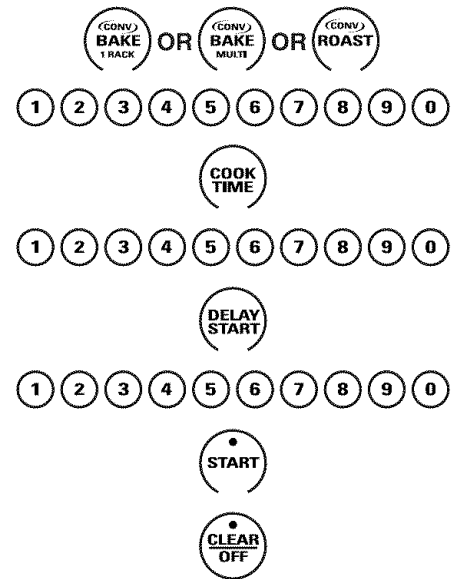 CONV BAKE 1 RACK OR CONV BAKE MULTI OR CONV ROAST
1 2 3 4 5 6 7 8 9 0
COOK TIME
1 2 3 4 5 6 7 8 9 0
DELAY START
1 2 3 4 5 6 7 8 9 0
START
CLEAR
OFF